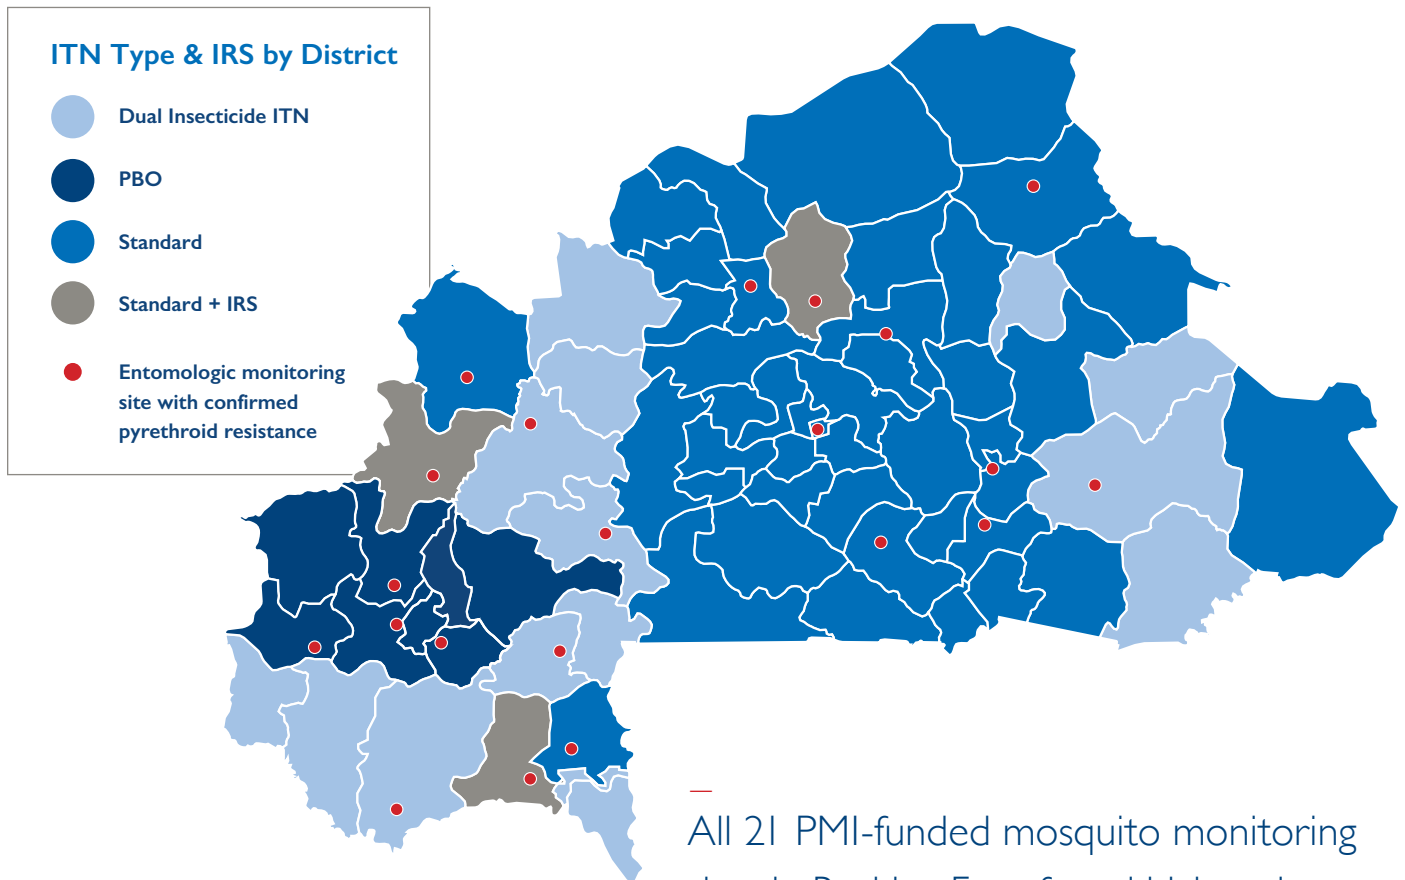 ITN Type & IRS by District
Dual Insecticide ITN
PBO
Standard
Standard + IRS
Entomologic monitoring
site with confirmed
pyrethroid resistance
All 21 PMI-funded mosquito monitoring